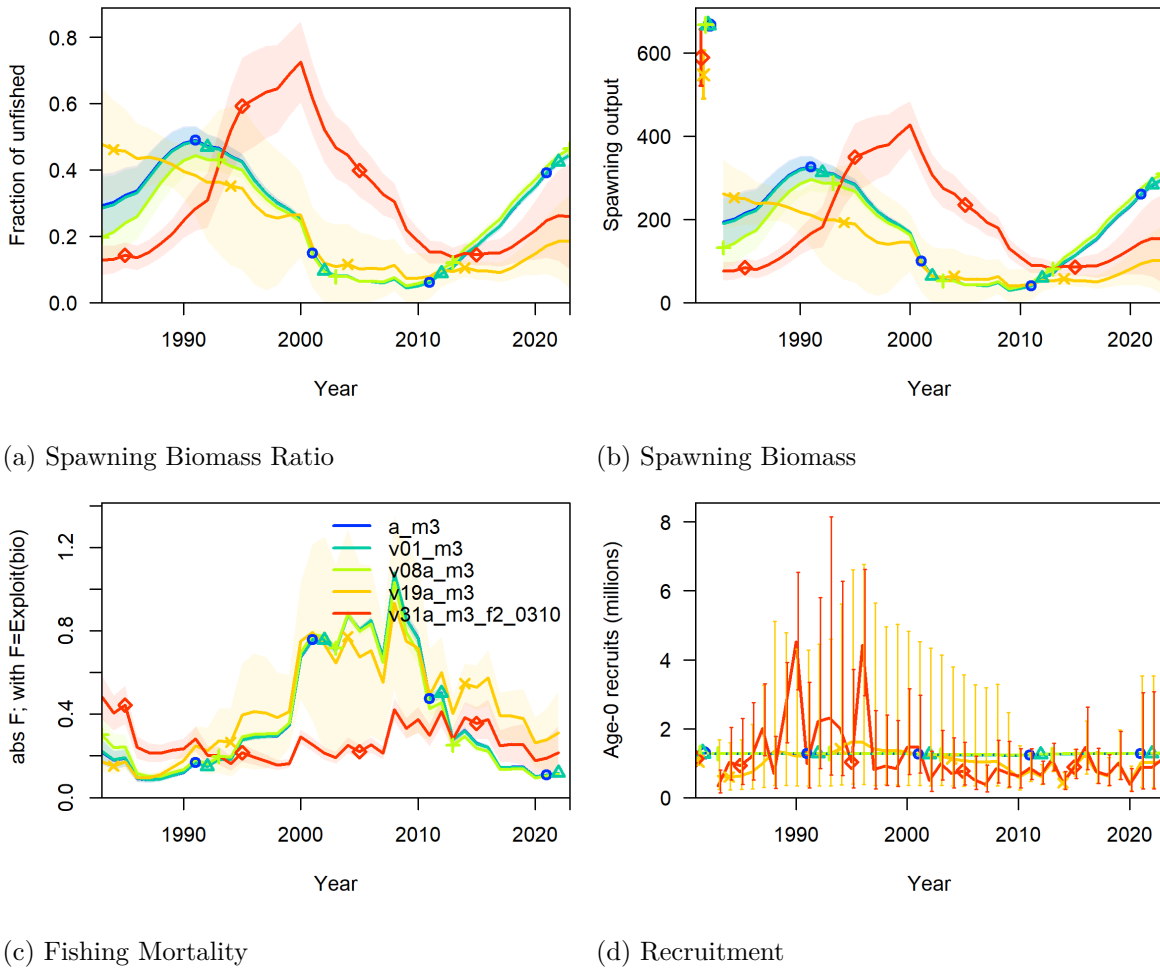 Fraction of unfished
0.0 0.2 0.4 0.6 0.8
1990 2000 2010 2020
Year
(a) Spawning Biomass Ratio
Spawning output
0 200 400 600
1990 2000 2010 2020
Year
(b) Spawning Biomass
abs F; with F=Exploit(bio)
0.0 0.4 0.8 1.2
a_m3
v01_m3
v08a_m3
v19a_m3
v31a_m3_f2_0310
1990 2000 2010 2020
Year
(c) Fishing Mortality
Age-0 recruits (millions)
0 2 4 6 8
1990 2000 2010 2020
Year
(d) Recruitment